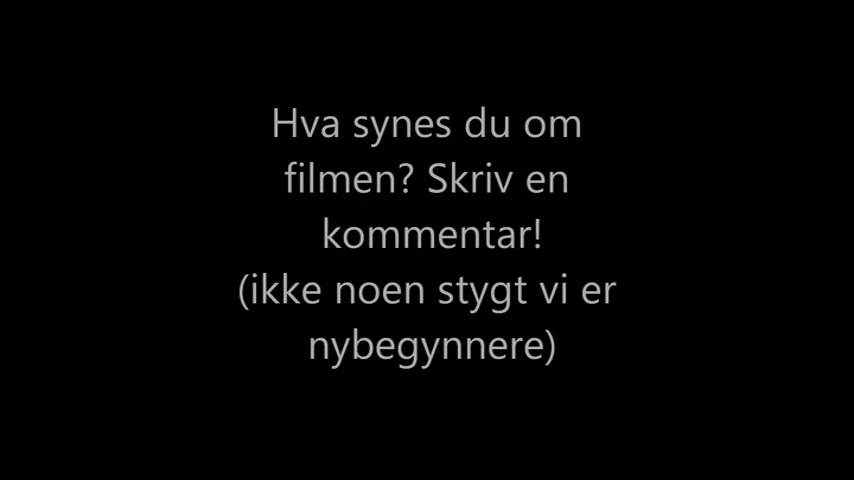 Hva synes du om
filmen? Skriv en
kommentar!
(ikke noen stygt vi er
nybegynnere)